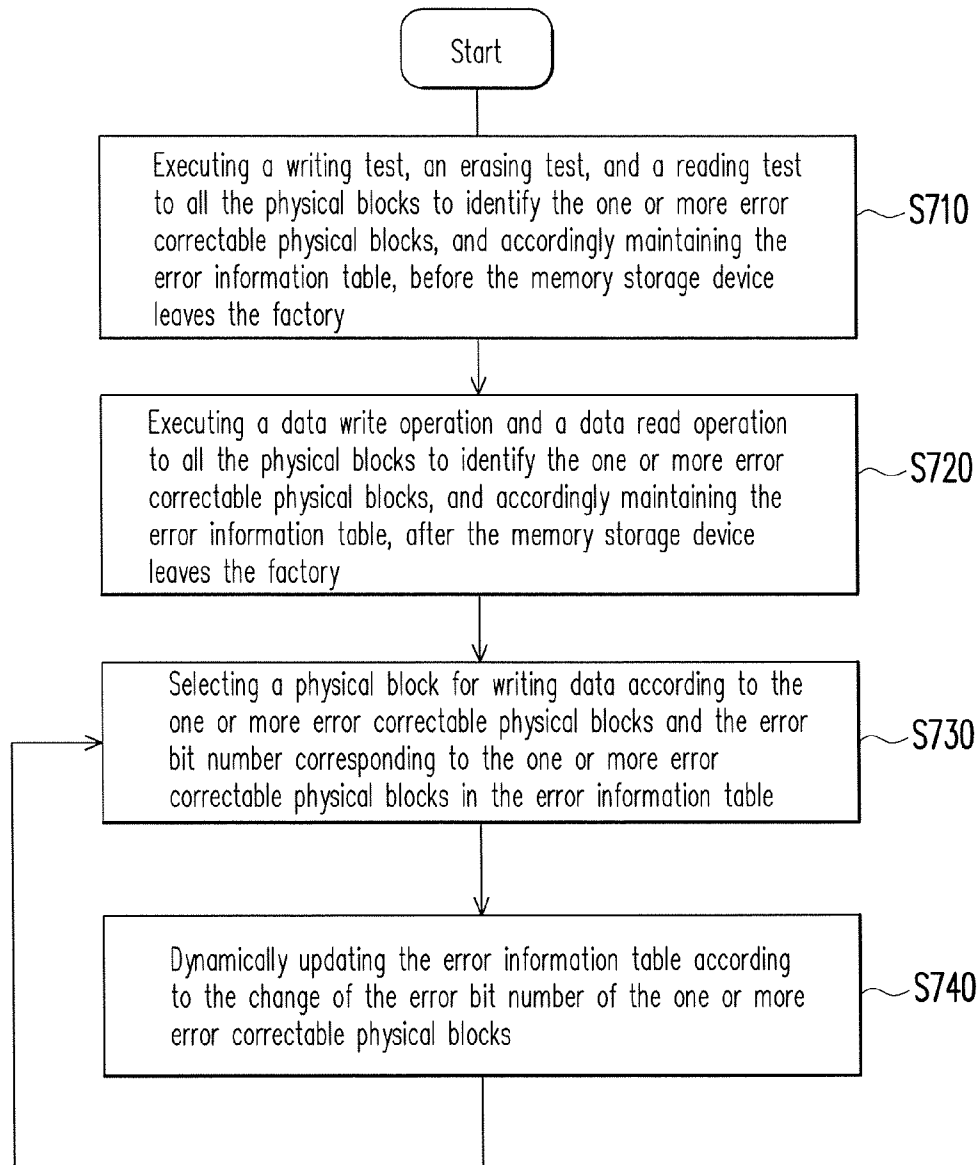 Start
Executing a writing test, an erasing test, and a reading test
to all the physical blocks to identify the one or more error
correctable physical blocks, and accordingly maintaining the
error information table, before the memory storage device
leaves the factory
S710
Executing a data write operation and a data read operation
to all the physical blocks to identify the one or more error
correctable physical blocks, and accordingly maintaining the
error information table, after the memory storage device
leaves the factory
S720
Selecting a physical block for writing data according to the
one or more error correctable physical blocks and the error
bit number corresponding to the one or more error
correctable physical blocks in the error information table
S730
Dynamically updating the error information table according
to the change of the error bit number of the one or more
error correctable physical blocks
S740